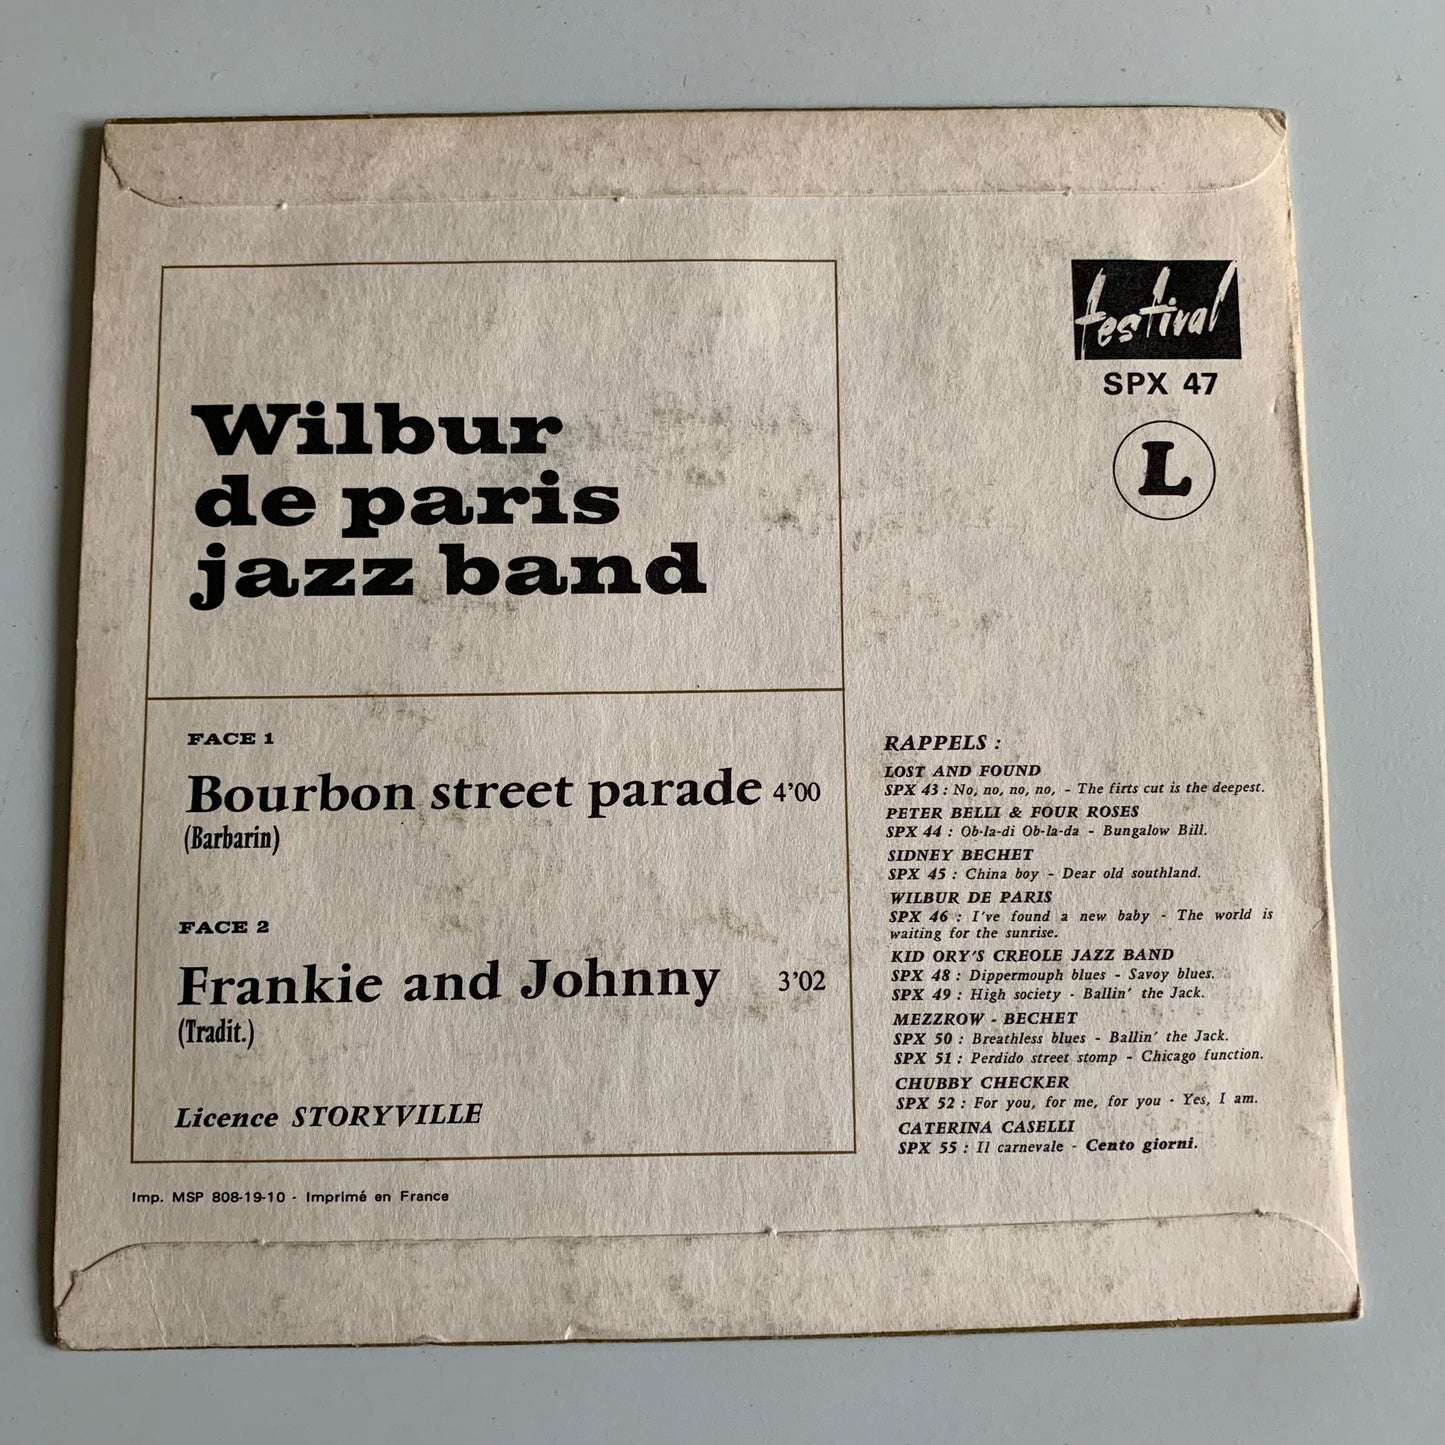 Wilbur
de paris
jazz band
FACE 1
Bourbon street parade 4'00
(Barbarin)
FACE 2
Frankie and Johnny 3'02
(Tradit.)
Licence STORYVILLE
Imp. MSP 808-19-10 - Imprimé en France
festival
SPX 47
L
RAPPELS :
LOST AND FOUND
SPX 43 : No, no, no, no, - The firts cut is the deepest.
PETER BELLI & FOUR ROSES
SPX 44 : Ob-la-di Ob-la-da - Bungalow Bill.
SIDNEY BECHET
SPX 45 : China boy - Dear old southland.
WILBUR DE PARIS
SPX 46 : I've found a new baby - The world is
waiting for the sunrise.
KID ORY'S CREOLE JAZZ BAND
SPX 48 : Dippermouph blues - Savoy blues.
SPX 49 : High society - Ballin' the Jack.
MEZZROW - BECHET
SPX 50 : Breathless blues - Ballin' the Jack.
SPX 51 : Perdido street stomp - Chicago function.
CHUBBY CHECKER
SPX 52 : For you, for me, for you - Yes, I am.
CATERINA CASELLI
SPX 55 : Il carnevale - Cento giorni.